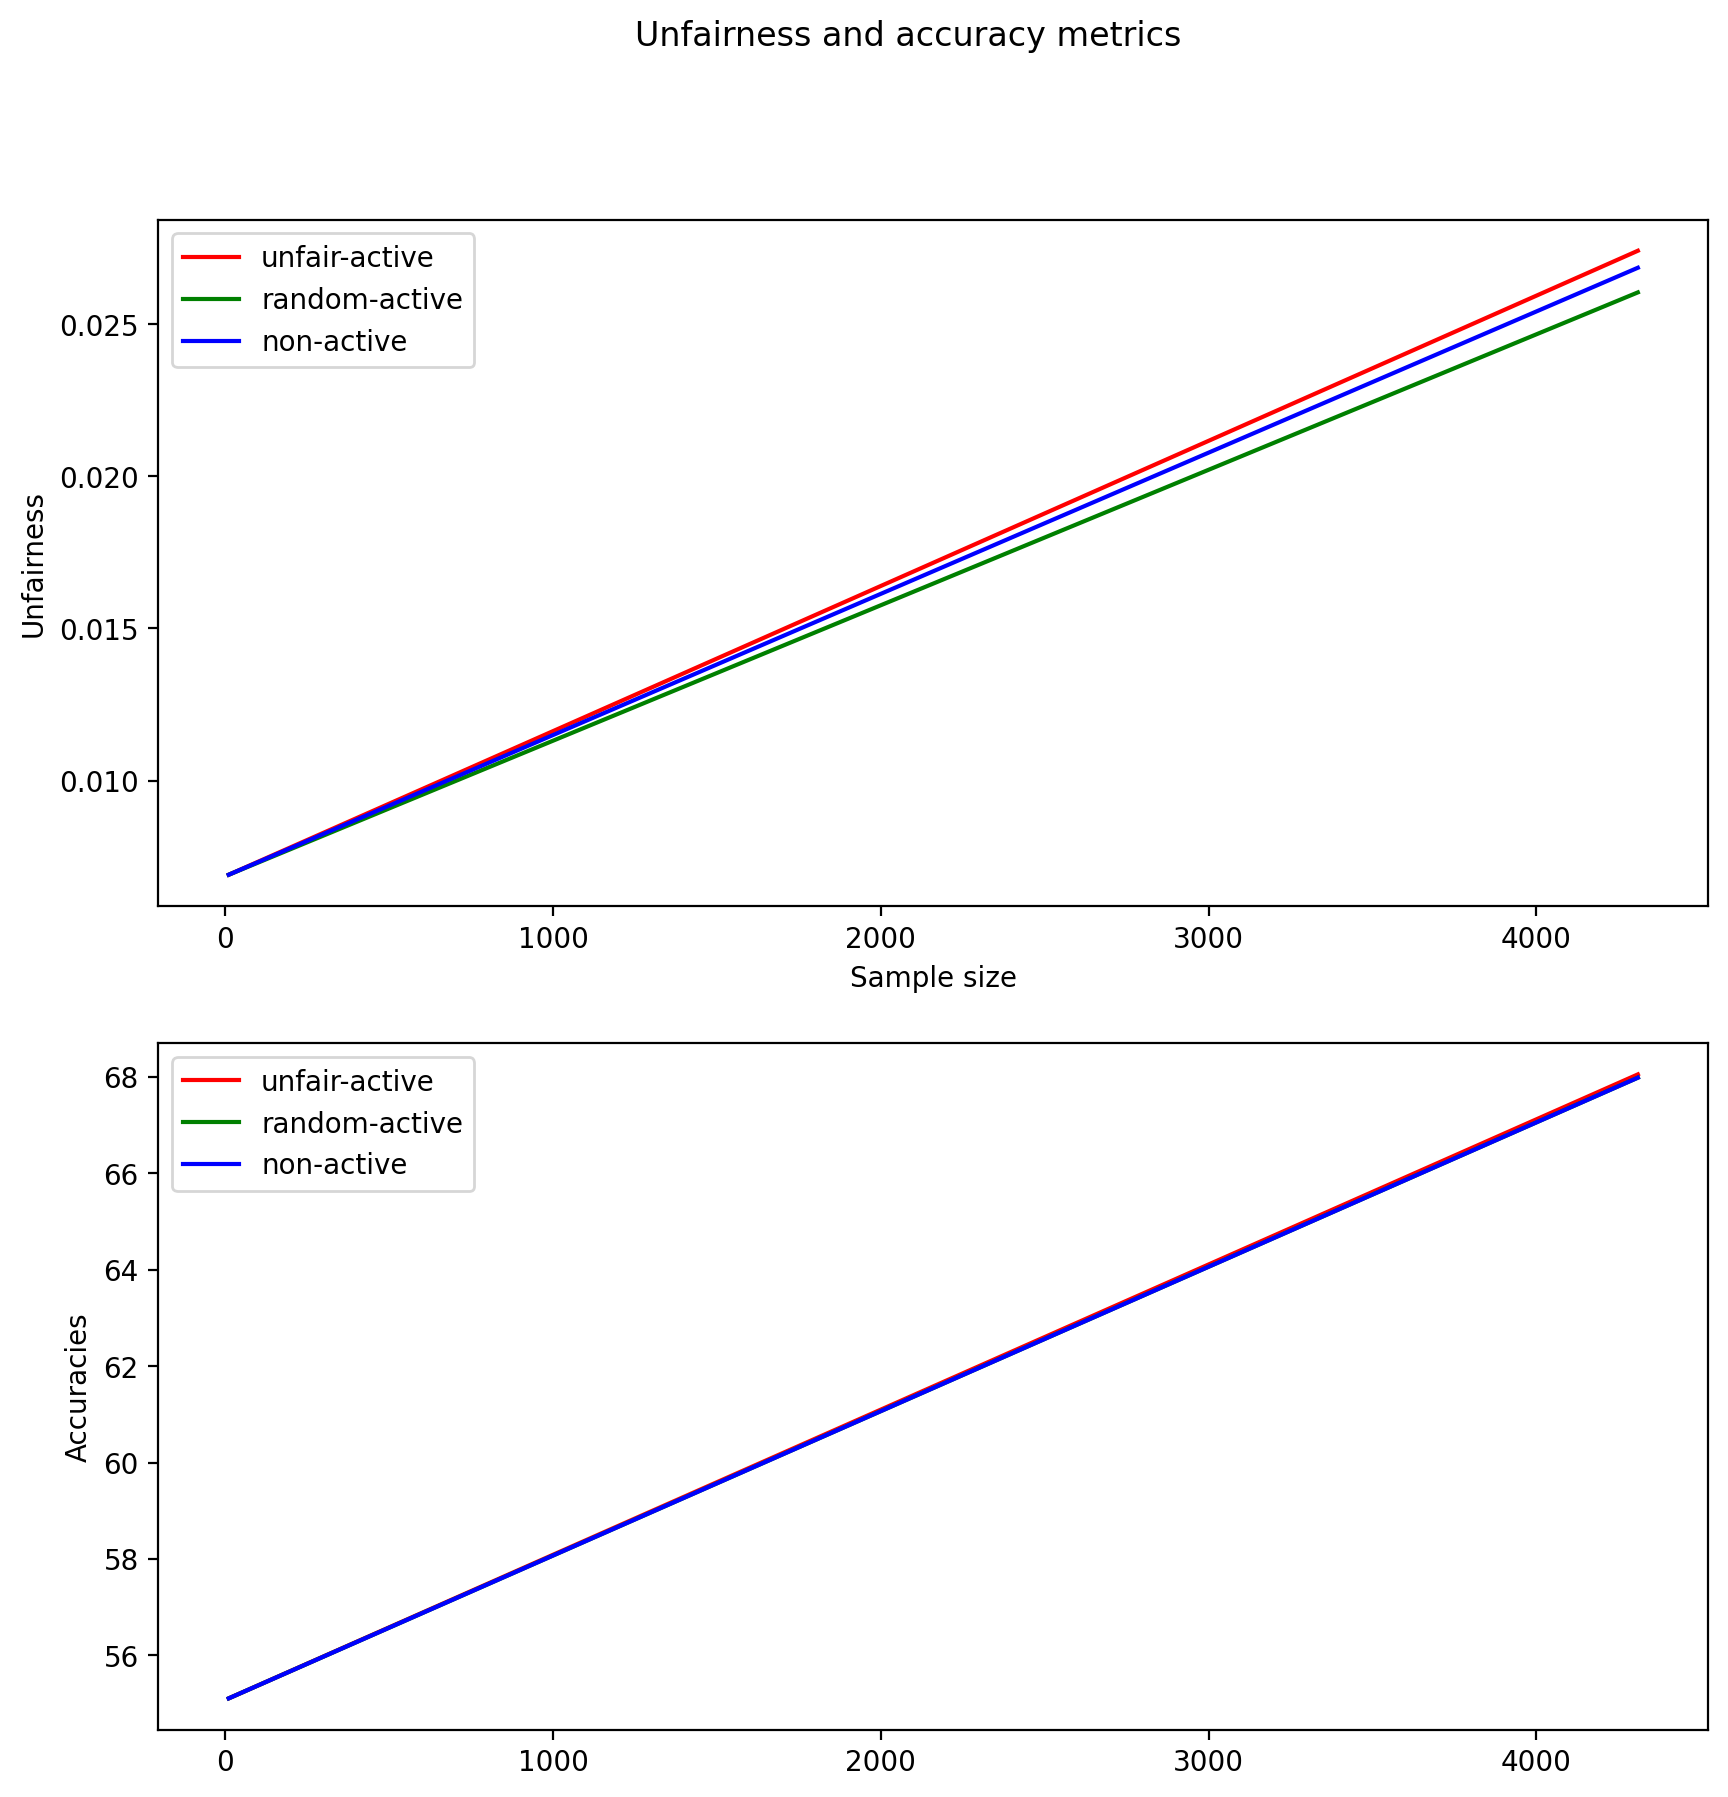 Unfairness and accuracy metrics
unfair-active
random-active
non-active
0.025
0.020
0.015
0.010
Unfairness
0 1000 2000 3000 4000
Sample size
unfair-active
random-active
non-active
68
66
64
62
60
58
56
Accuracies
0 1000 2000 3000 4000